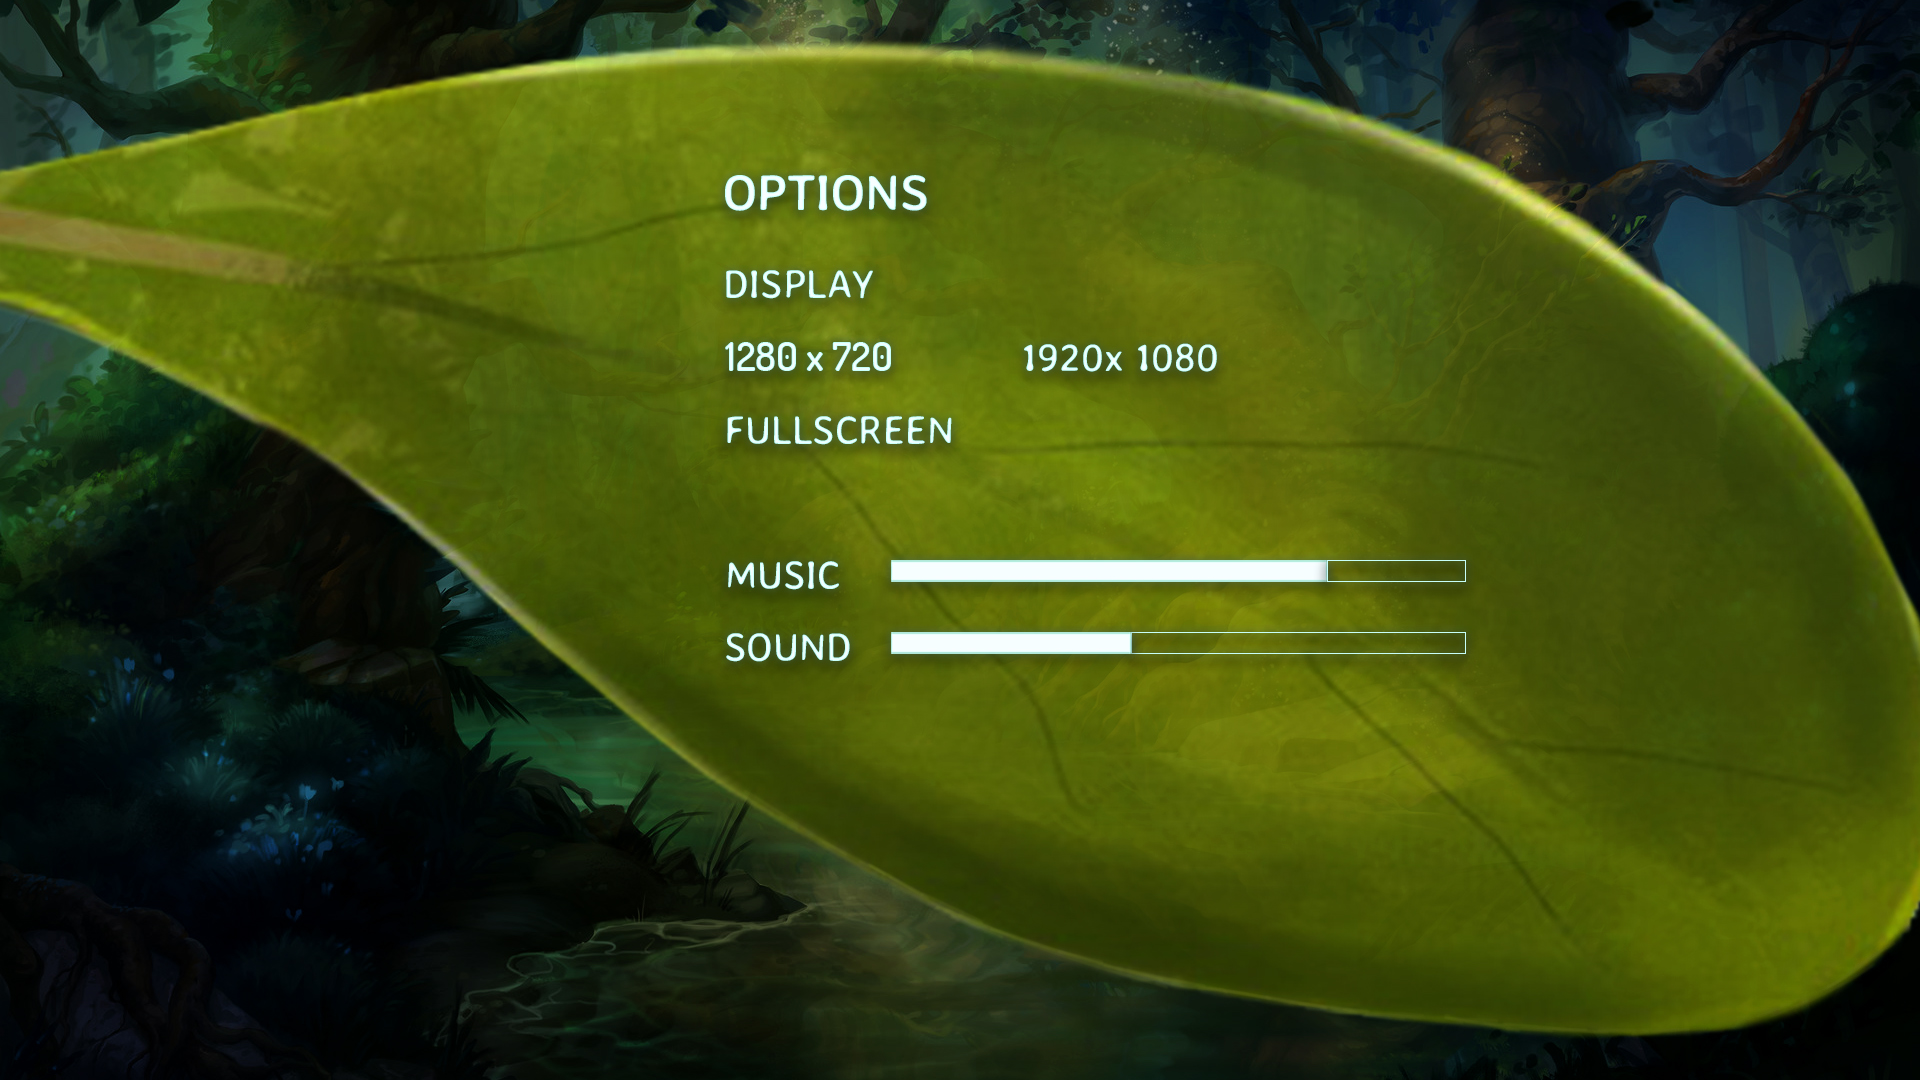 OPTIONS
DISPLAY
1280 x 720 1920x 1080
FULLSCREEN
MUSIC
SOUND